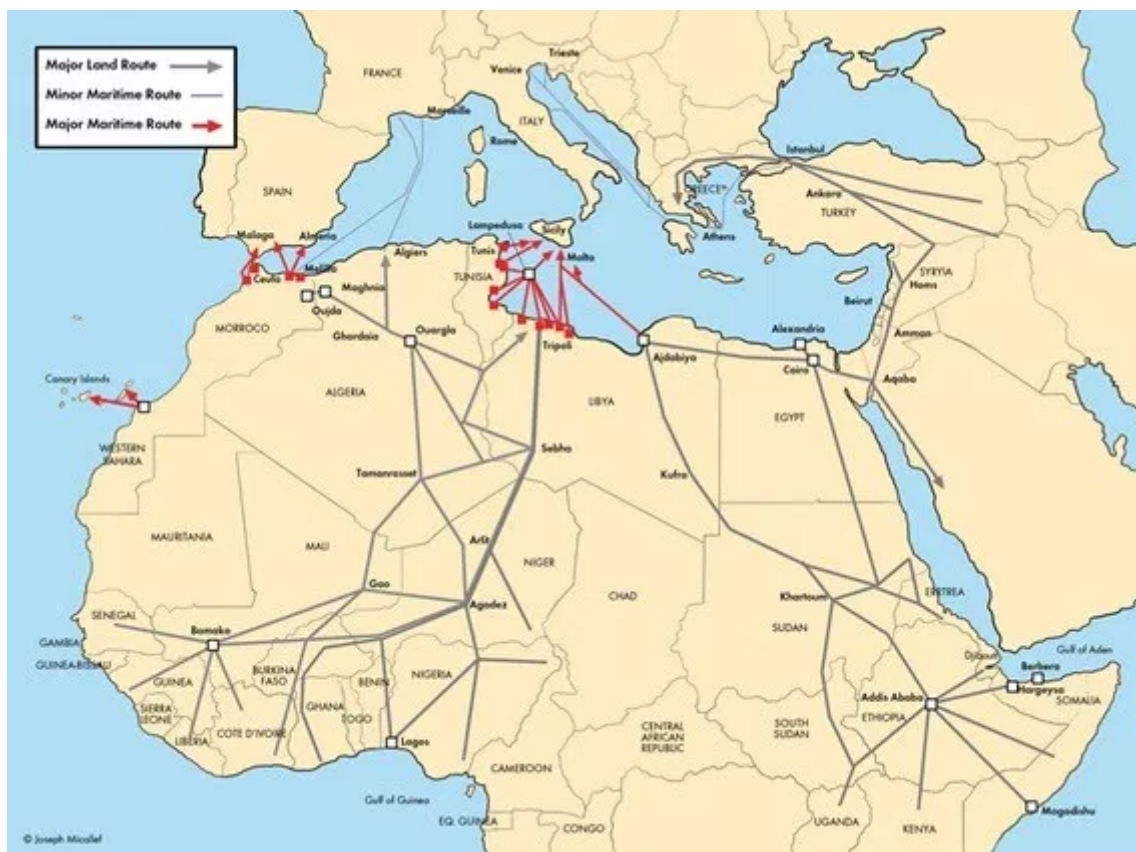 Major Land Route
Minor Maritime Route
Major Maritime Route
FRANCE
Trieste
Venice
Marseille
ITALY
Rome
SPAIN
Istanbul
GREECE
Ankara
TURKEY
Athens
Malaga
Almeria
Lampedusa
Sicily
Algiers
Tunis
Malta
Ceuta
Melilla
TUNISIA
SYRYIA
Homs
Maghnia
Oujda
MORROCO
Beirut
Ghardaia
Ouargla
Tripoli
Alexandria
Amman
Ajdabiya
Cairo
Aqaba
Canary Islands
ALGERIA
LIBYA
EGYPT
WESTERN
SAHARA
Sebha
Tamanrasset
Kufra
MAURITANIA
MALI
Arlit
NIGER
Gao
CHAD
Khartoum
ERITREA
Agadez
SENEGAL
Bamako
SUDAN
GAMBIA
GUINEA-BISSAU
Gulf of Aden
Djibouti
Berbera
GUINEA
BURKINA
FASO
BENIN
NIGERIA
Hargeysa
Addis Ababa
SOMALIA
SIERRA
LEONE
GHANA
TOGO
ETHIOPIA
COTE D'IVOIRE
LIBERIA
Lagos
CENTRAL
AFRICAN
REPUBLIC
SOUTH
SUDAN
CAMEROON
Gulf of Guinea
Mogadishu
EQ. GUINEA
CONGO
UGANDA
KENYA
© Joseph Micallef